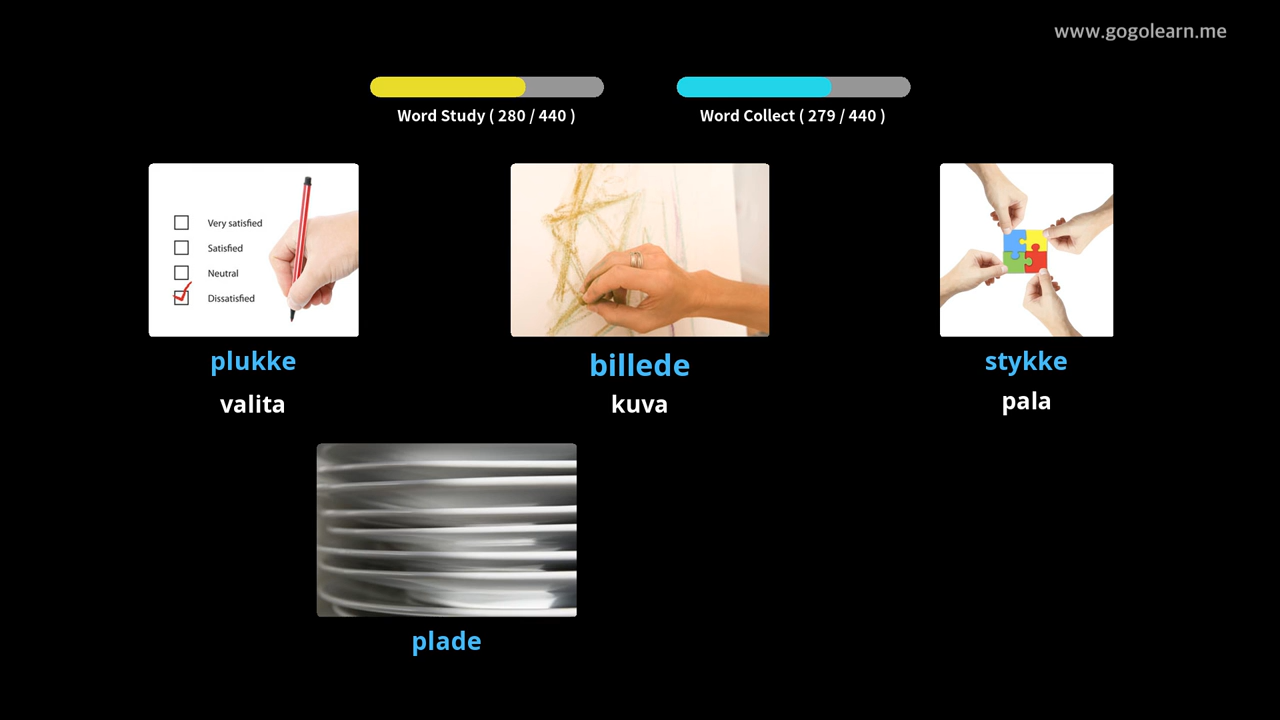 www.gogolearn.me
Word Study ( 280 / 440 )
Word Collect ( 279 / 440 )
Very satisfied
Satisfied
Neutral
Dissatisfied
plukke
billede
stykke
valita
kuva
pala
plade